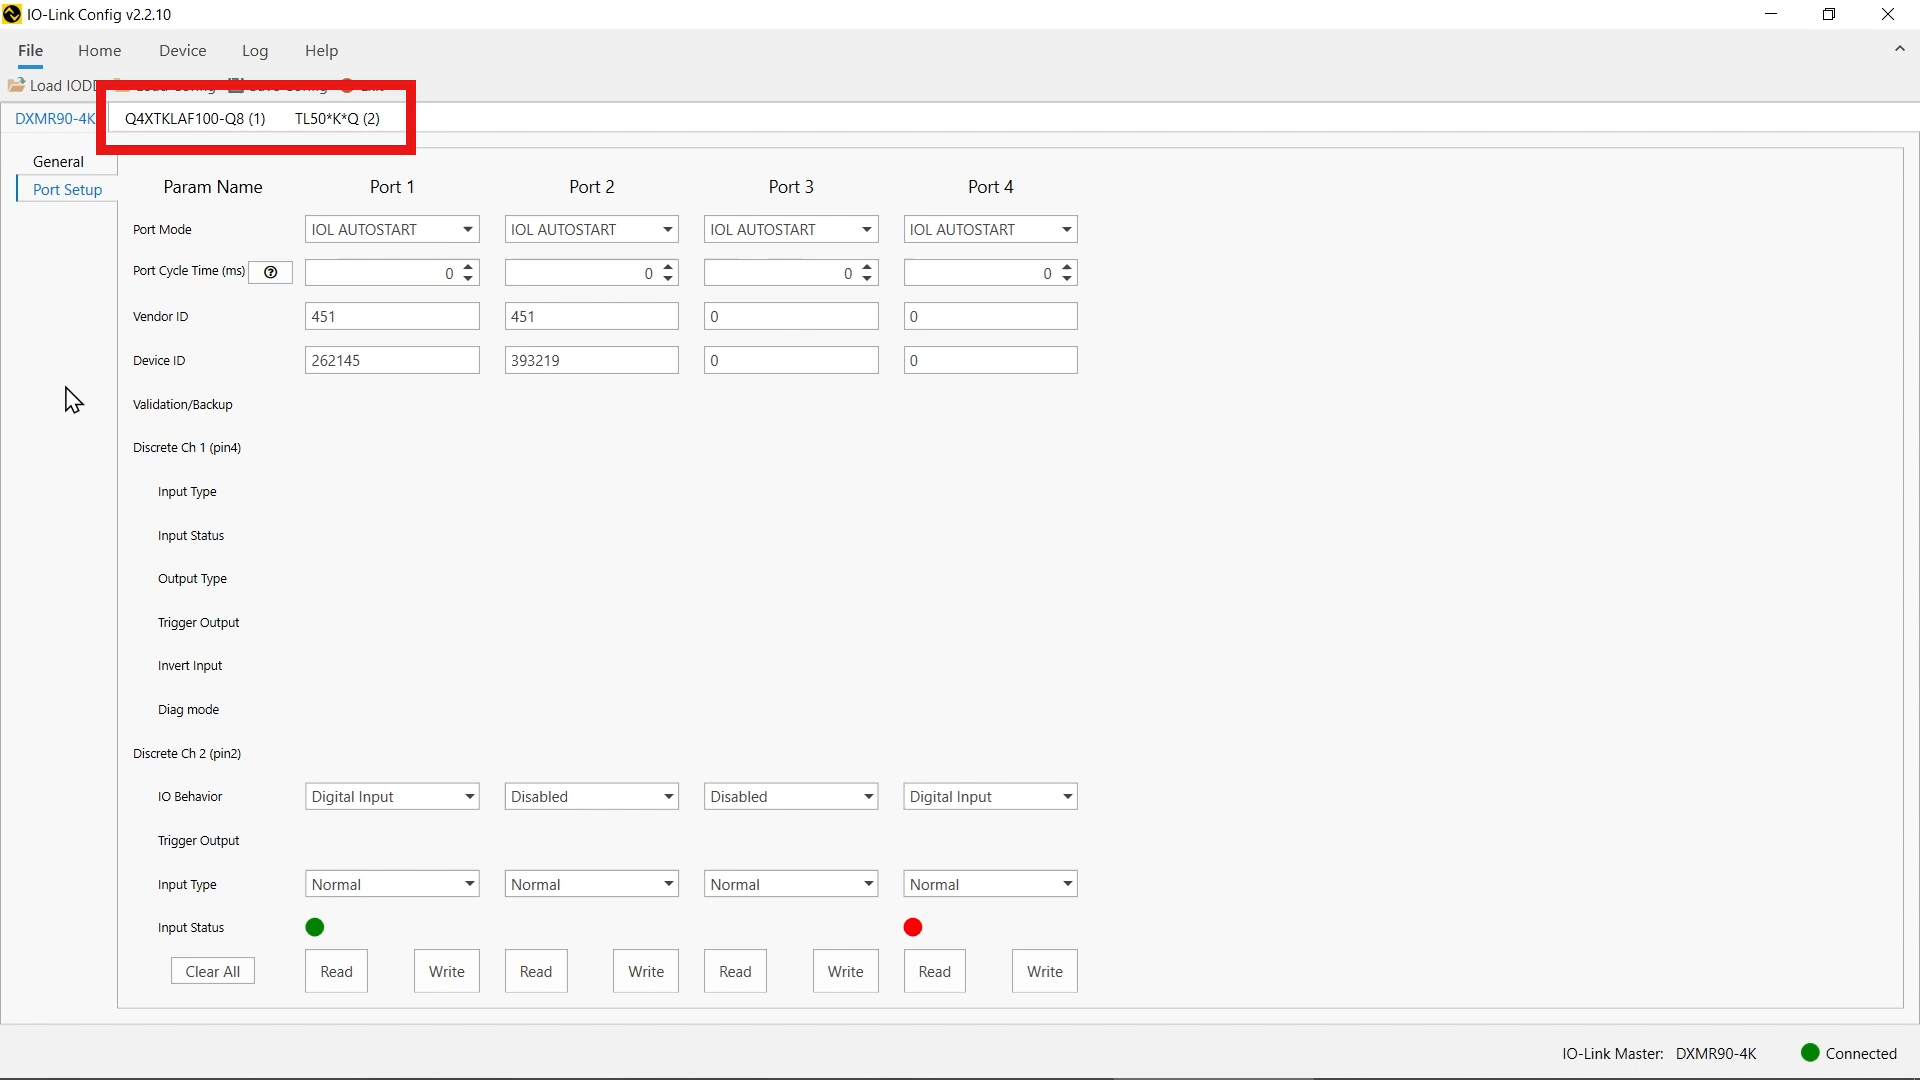 IO-Link Config v2.2.10
File Home Device Log Help
Load IODD
DXMR90-4K Q4XTKLAF100-Q8 (1) TL50*K*Q (2)
General
Port Setup
Param Name Port 1 Port 2 Port 3 Port 4
Port Mode IOL AUTOSTART IOL AUTOSTART IOL AUTOSTART IOL AUTOSTART
Port Cycle Time (ms) ? 0 0 0 0
Vendor ID 451 451 0 0
Device ID 262145 393219 0 0
Validation/Backup
Discrete Ch 1 (pin4)
Input Type
Input Status
Output Type
Trigger Output
Invert Input
Diag mode
Discrete Ch 2 (pin2)
IO Behavior Digital Input Disabled Disabled Digital Input
Trigger Output
Input Type Normal Normal Normal Normal
Input Status
Clear All Read Write Read Write Read Write Read Write
IO-Link Master: DXMR90-4K Connected